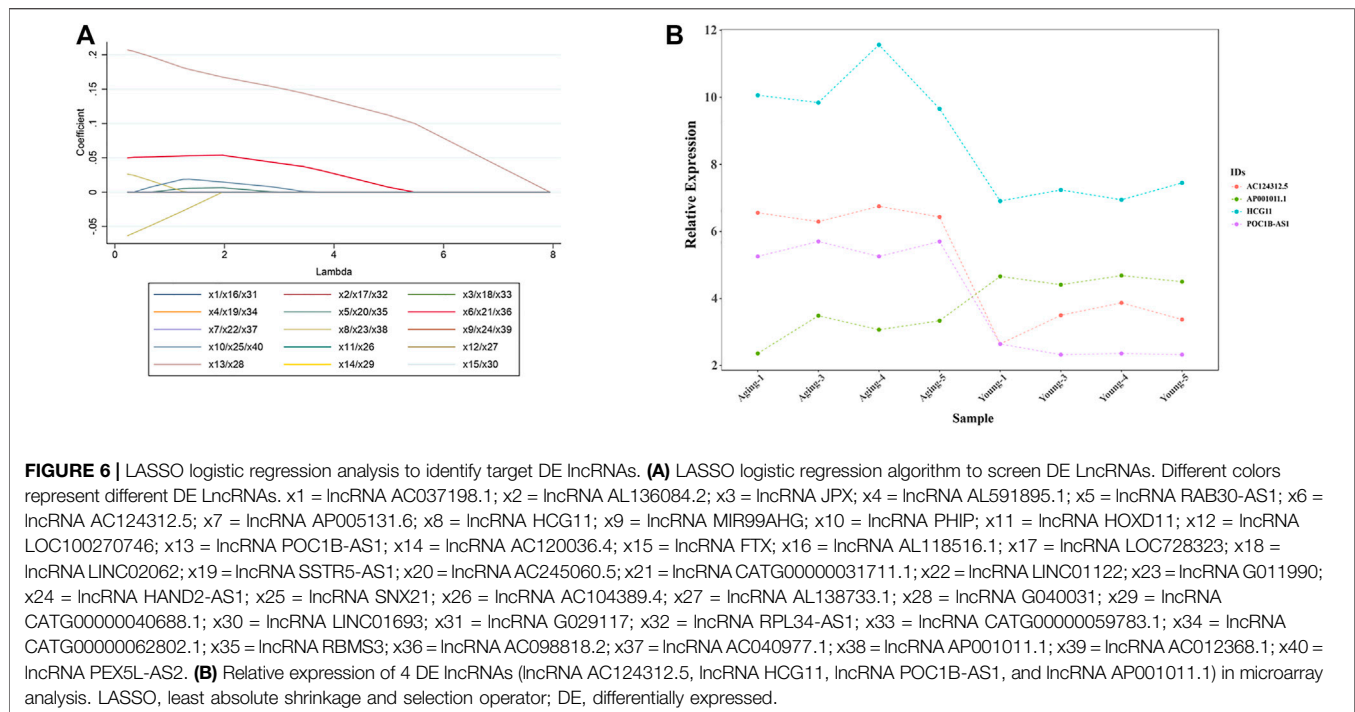 A
.2
.15
.1
.05
0
-.05
Coefficient
0 2 4 6 8
Lambda
x1/x16/x31 x2/x17/x32 x3/x18/x33
x4/x19/x34 x5/x20/x35 x6/x21/x36
x7/x22/x37 x8/x23/x38 x9/x24/x39
x10/x25/x40 x11/x26 x12/x27
x13/x28 x14/x29 x15/x30
B
12
10
8
6
4
2
Relative Expression
Aging-1 Aging-3 Aging-4 Aging-5 Young-1 Young-3 Young-4 Young-5
Sample
IDs
AC124312.5
AP001011.1
HCG11
POC1B-AS1
FIGURE 6 | LASSO logistic regression analysis to identify target DE lncRNAs. (A) LASSO logistic regression algorithm to screen DE LncRNAs. Different colors
represent different DE LncRNAs. x1 = lncRNA AC037198.1; x2 = lncRNA AL136084.2; x3 = lncRNA JPX; x4 = lncRNA AL591895.1; x5 = lncRNA RAB30-AS1; x6 =
lncRNA AC124312.5; x7 = lncRNA AP005131.6; x8 = lncRNA HCG11; x9 = lncRNA MIR99AHG; x10 = lncRNA PHIP; x11 = lncRNA HOXD11; x12 = lncRNA
LOC100270746; x13 = lncRNA POC1B-AS1; x14 = lncRNA AC120036.4; x15 = lncRNA FTX; x16 = lncRNA AL118516.1; x17 = lncRNA LOC728323; x18 =
lncRNA LINC02062; x19 = lncRNA SSTR5-AS1; x20 = lncRNA AC245060.5; x21 = lncRNA CATG00000031711.1; x22 = lncRNA LINC01122; x23 = lncRNA G011990;
x24 = lncRNA HAND2-AS1; x25 = lncRNA SNX21; x26 = lncRNA AC104389.4; x27 = lncRNA AL138733.1; x28 = lncRNA G040031; x29 = lncRNA
CATG00000040688.1; x30 = lncRNA LINC01693; x31 = lncRNA G029117; x32 = lncRNA RPL34-AS1; x33 = lncRNA CATG00000059783.1; x34 = lncRNA
CATG00000062802.1; x35 = lncRNA RBMS3; x36 = lncRNA AC098818.2; x37 = lncRNA AC040977.1; x38 = lncRNA AP001011.1; x39 = lncRNA AC012368.1; x40 =
lncRNA PEX5L-AS2. (B) Relative expression of 4 DE lncRNAs (lncRNA AC124312.5, lncRNA HCG11, lncRNA POC1B-AS1, and lncRNA AP001011.1) in microarray
analysis. LASSO, least absolute shrinkage and selection operator; DE, differentially expressed.